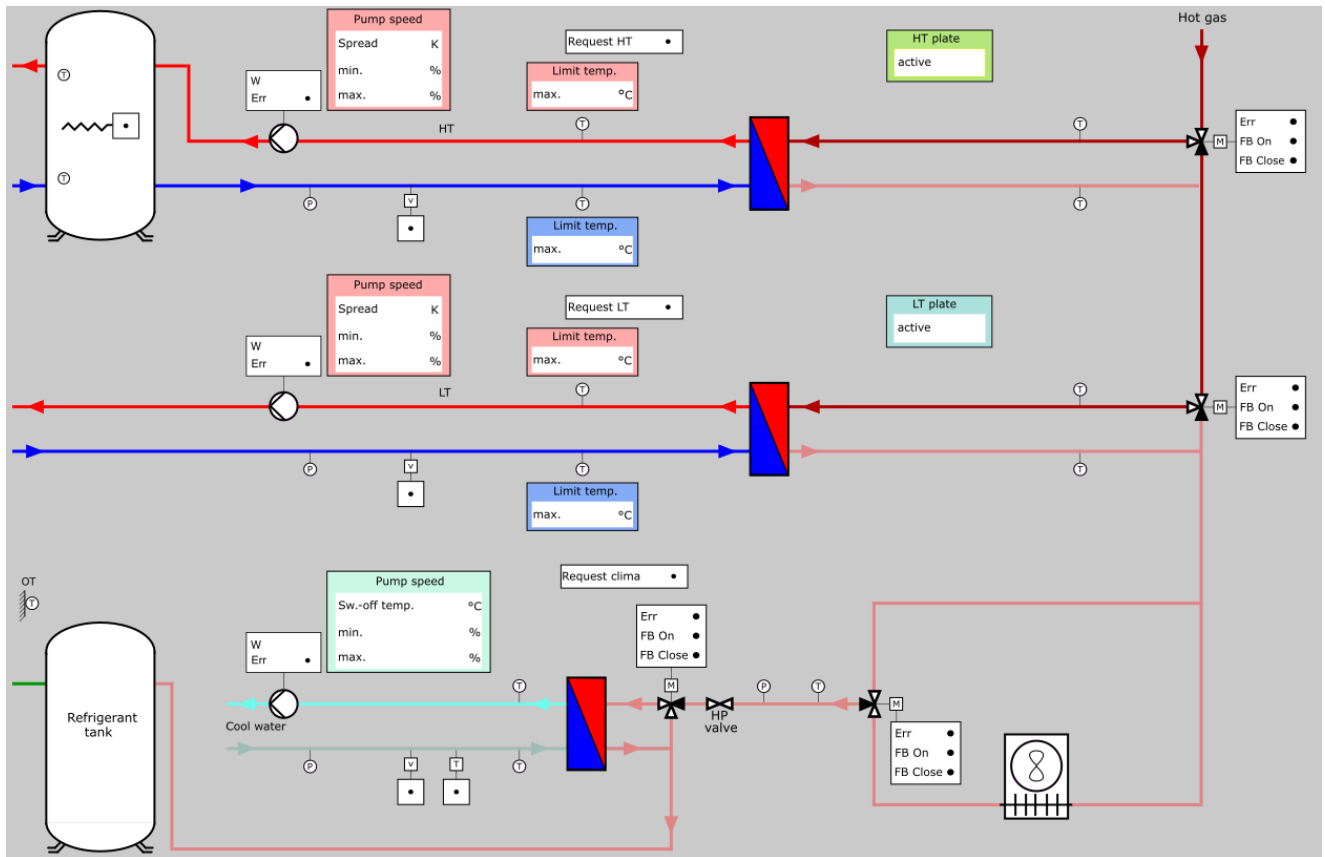 Pump speed
Spread K
min. %
max. %
W
Err
Request HT
Limit temp.
max. °C
HT plate
active
Hot gas
T
T
HT
T
T
M
Err
FB On
FB Close
P
v
T
T
Limit temp.
max. °C
Pump speed
Spread K
min. %
max. %
W
Err
Request LT
Limit temp.
max. °C
LT plate
active
LT
T
T
M
Err
FB On
FB Close
P
v
T
T
Limit temp.
max. °C
OT
T
Pump speed
Sw.-off temp. °C
min. %
max. %
W
Err
Request clima
Err
FB On
FB Close
M
T
P
T
M
HP
valve
Err
FB On
FB Close
Cool water
P
v
T
T
Refrigerant
tank